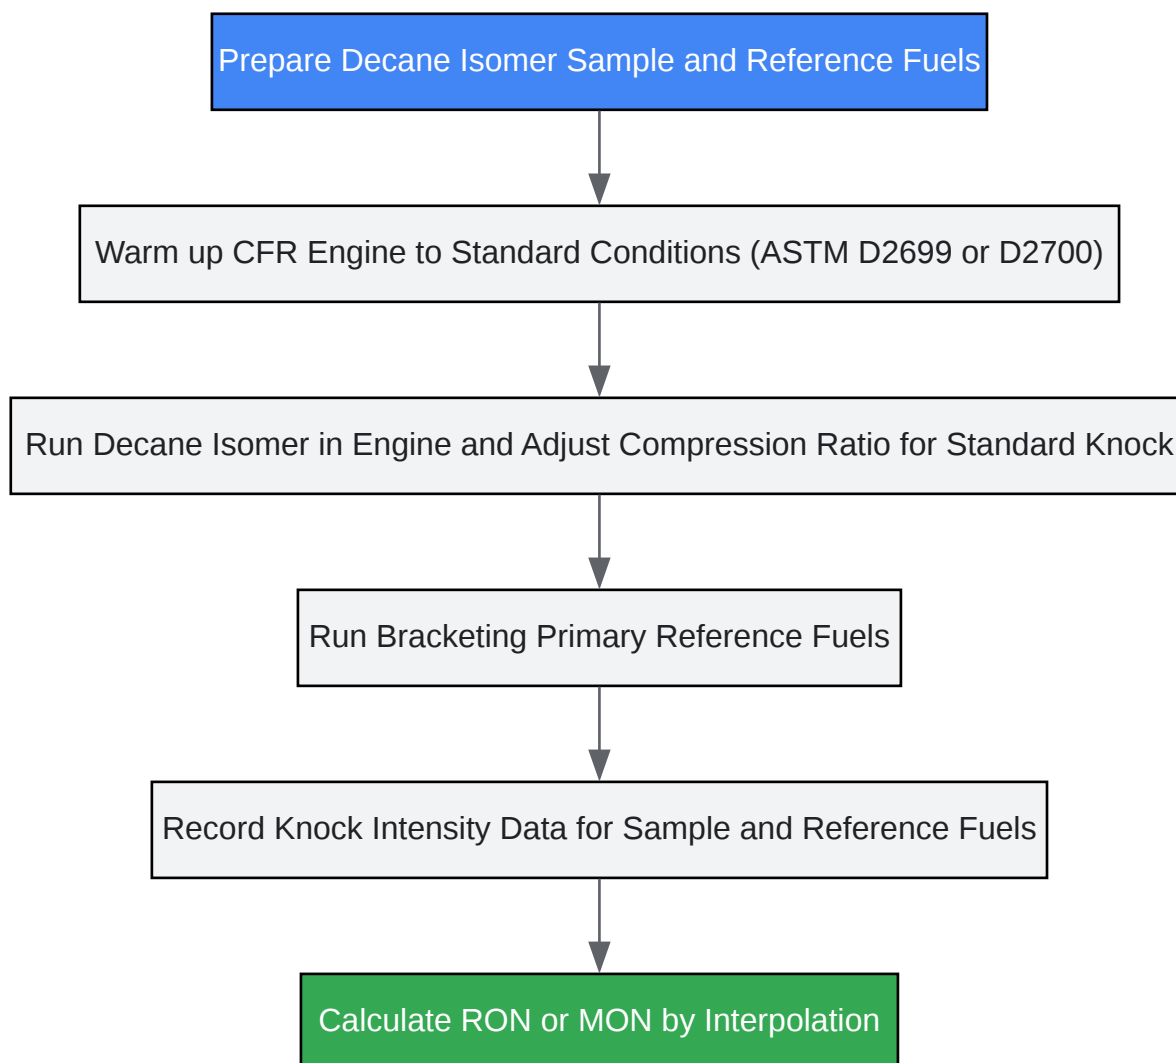 Prepare Decane Isomer Sample and Reference Fuels
Warm up CFR Engine to Standard Conditions (ASTM D2699 or D2700)
Run Decane Isomer in Engine and Adjust Compression Ratio for Standard Knock
Run Bracketing Primary Reference Fuels
Record Knock Intensity Data for Sample and Reference Fuels
Calculate RON or MON by Interpolation